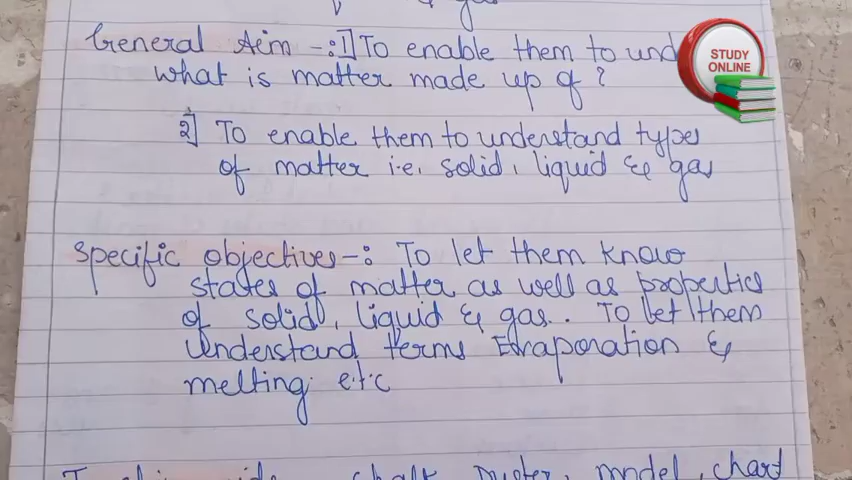 General Aim -: 1] To enable them to und
what is matter made up of ?
2] To enable them to understand types
of matter i.e. solid, liquid & gas
Specific objectives -: To let them know
states of matter as well as properties
of solid, liquid & gas. To let them
understand terms Evaporation &
melting etc
chalk, duster, model, chart
STUDY
ONLINE